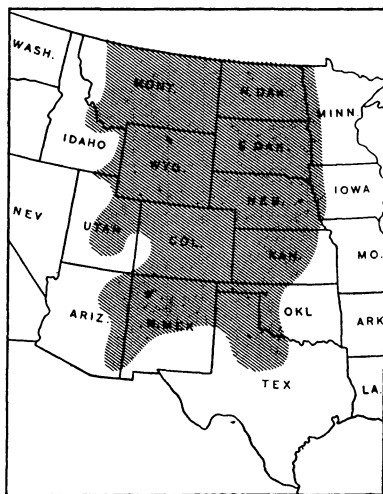 WASH.
MONT.
N. DAK.
MINN.
IDAHO
WYO.
S. DAK.
NEV
UTAH
COL.
NEB.
IOWA
KAN.
MO.
ARIZ.
N. MEX
OKL
ARK
TEX
LA.